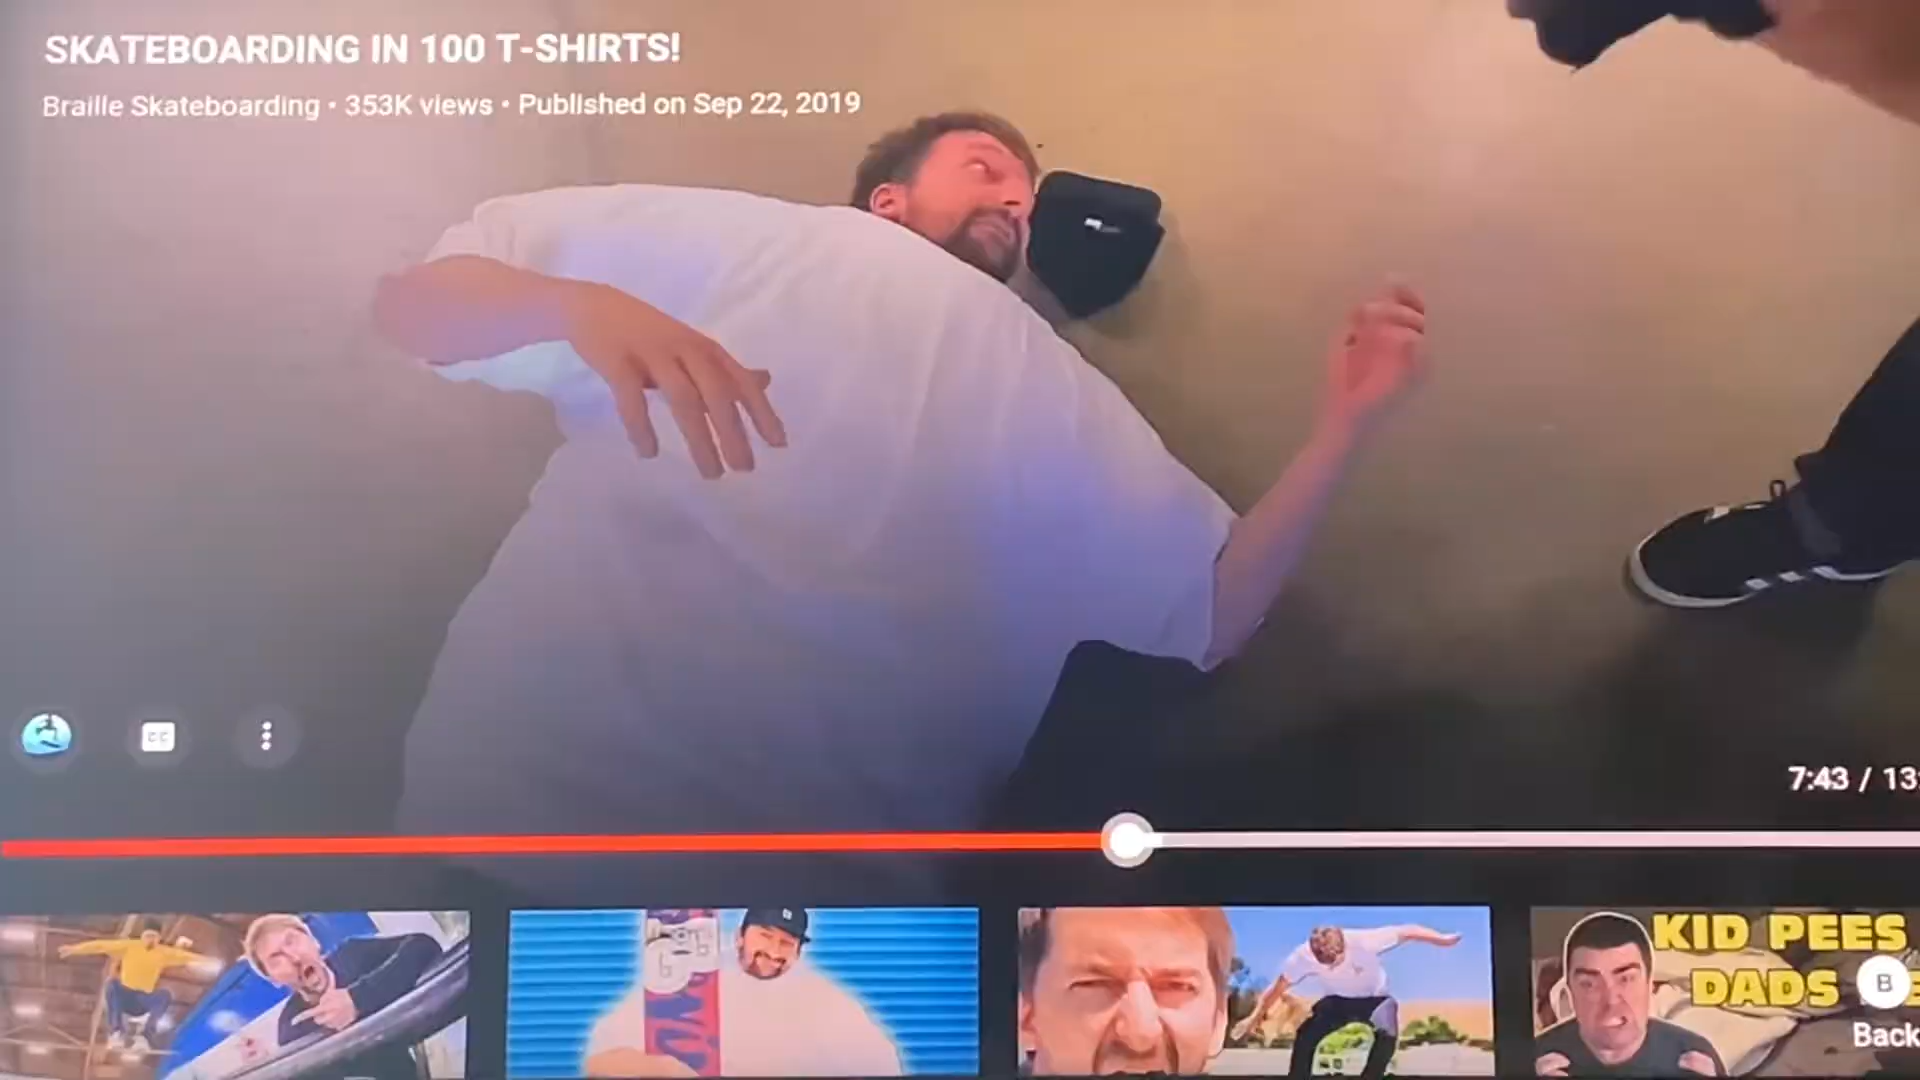 SKATEBOARDING IN 100 T-SHIRTS!
Braille Skateboarding • 353K views • Published on Sep 22, 2019
CC
7:43 / 13:
KID PEES
DADS
B
Back